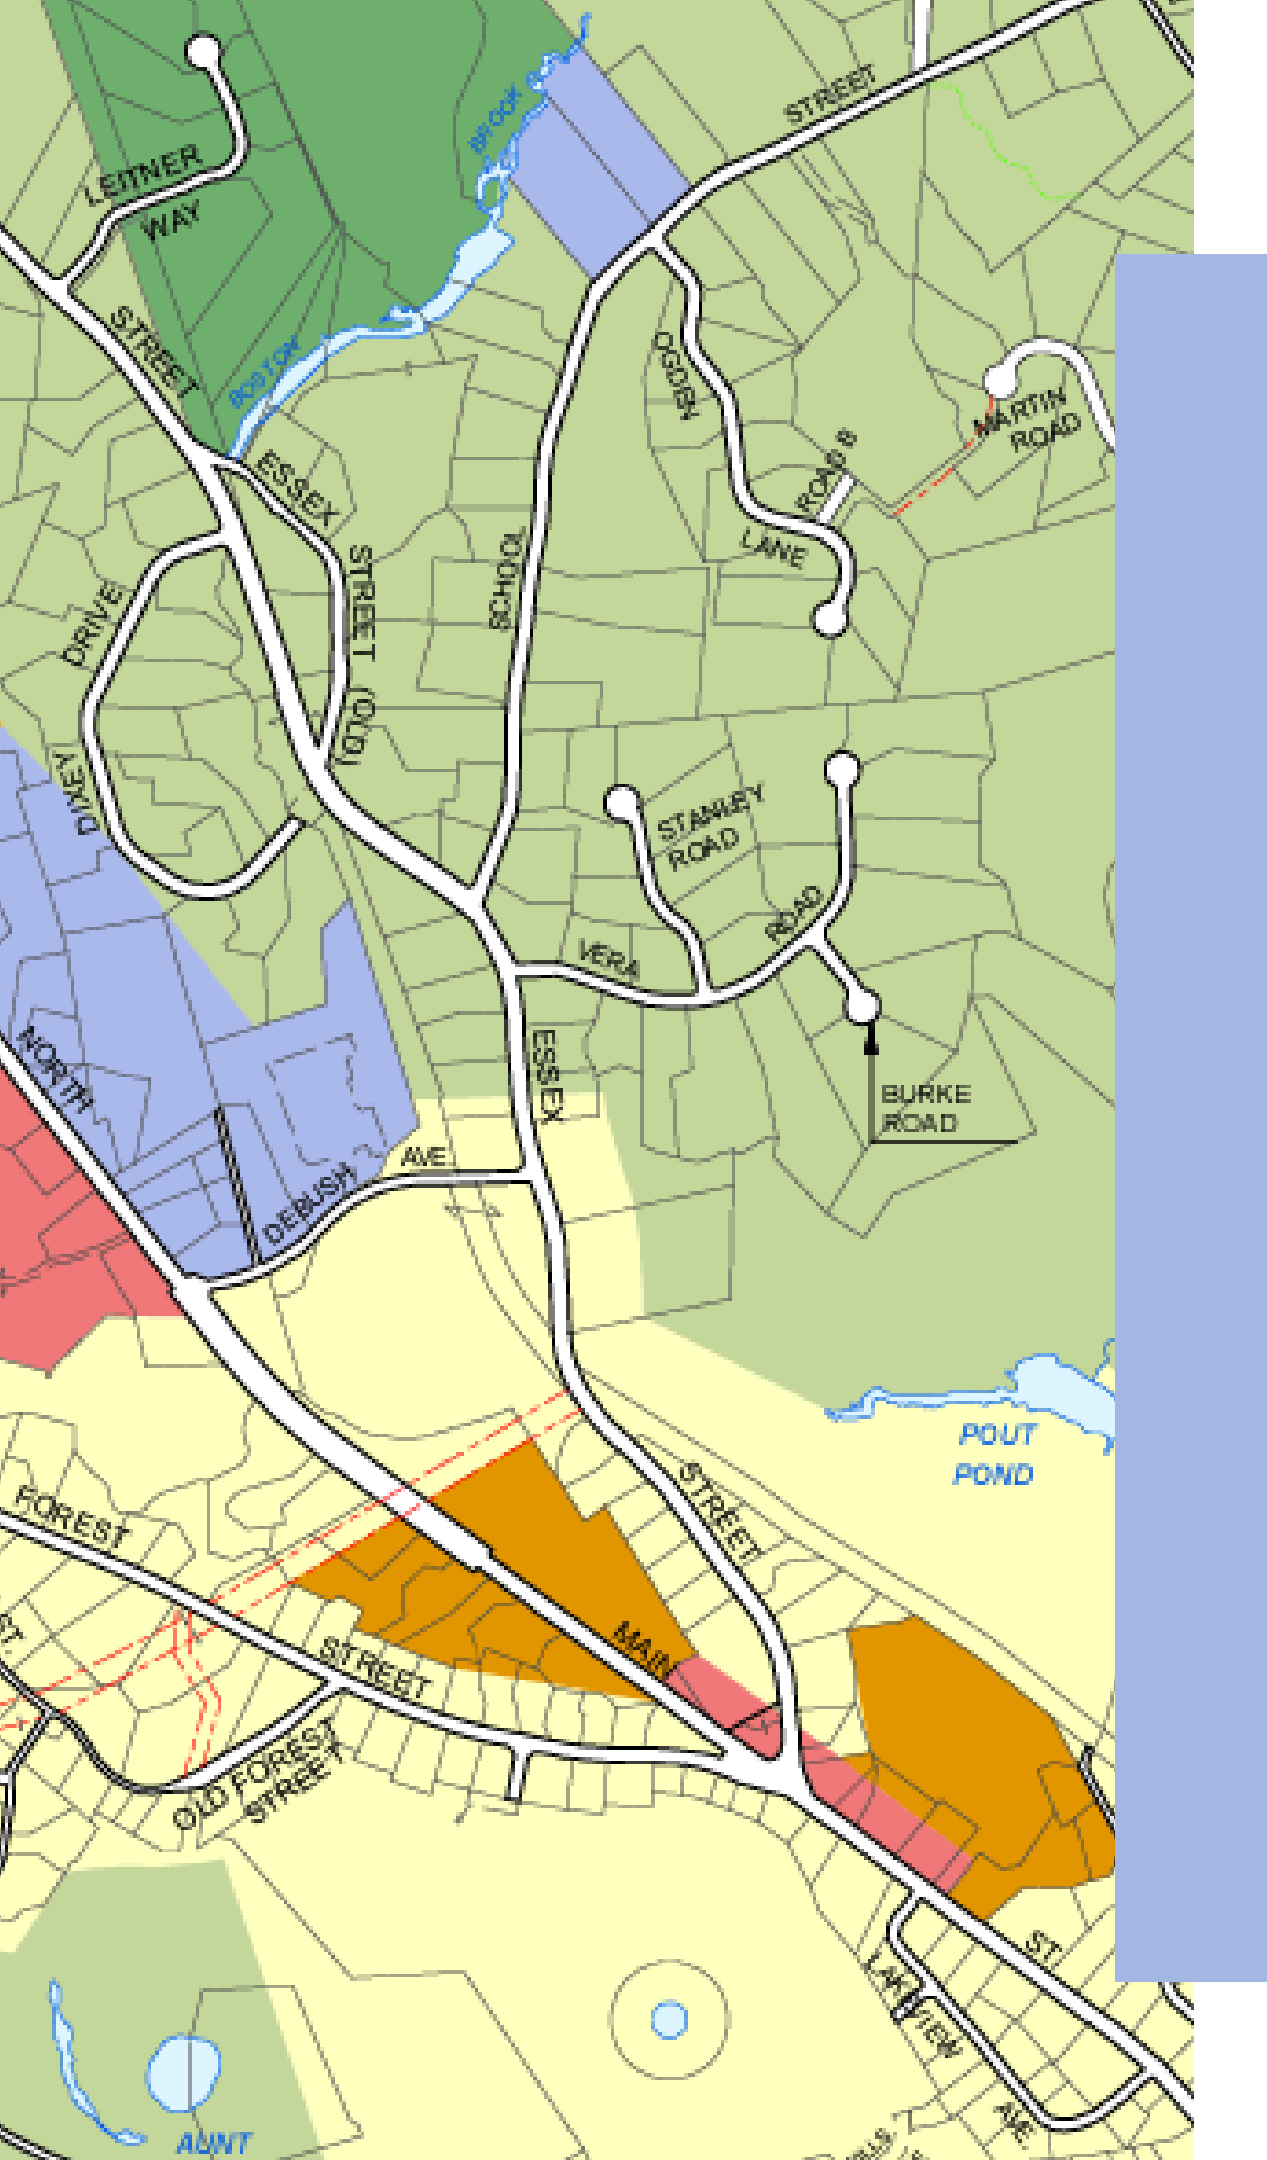 STREET
BROOK
LEITNER
WAY
STREET
BOSTON
OGDEN
MARTIN
ROAD
ROAD B
ESSEX
LANE
STREET (OLD)
SCHOOL
DRIVE
DIXEY
STANLEY
ROAD
ROAD
VERA
ESSEX
NORTH
BURKE
ROAD
AVE
DEBUSH
POUT
POND
STREET
FOREST
MAIN
STREET
ST.
OLD FOREST
STREET
ST.
LAKEVIEW
AVE.
AUNT